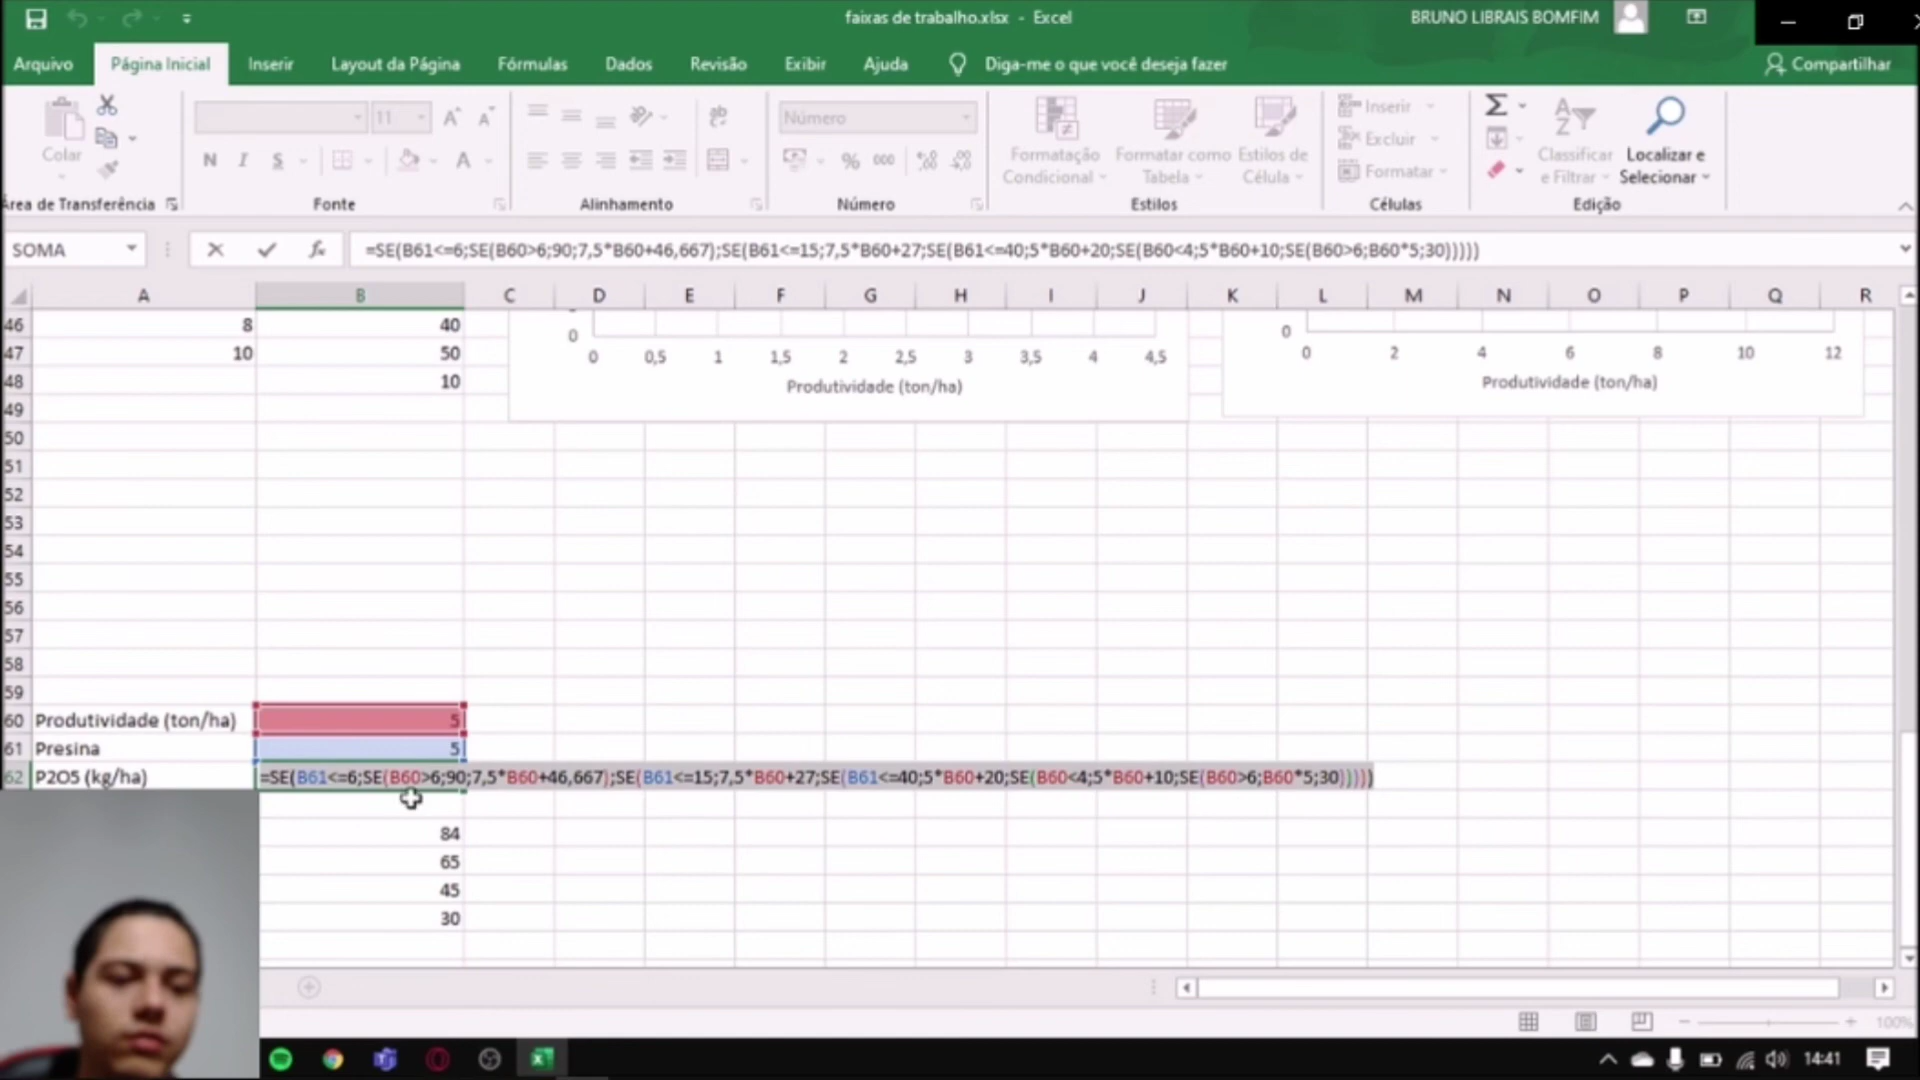 faixas de trabalho.xlsx - Excel
BRUNO LIBRAIS BOMFIM
Arquivo Página Inicial Inserir Layout da Página Fórmulas Dados Revisão Exibir Ajuda Diga-me o que você deseja fazer Compartilhar
Colar
11
N I S A
Número
% 000
Formatação Condicional
Formatar como Tabela
Estilos de Célula
Inserir
Excluir
Formatar
Classificar e Filtrar
Localizar e Selecionar
Área de Transferência Fonte Alinhamento Número Estilos Células Edição
SOMA fx =SE(B61<=6;SE(B60>6;90;7,5*B60+46,667);SE(B61<=15;7,5*B60+27;SE(B61<=40;5*B60+20;SE(B60<4;5*B60+10;SE(B60>6;B60*5;30)))))
A B C D E F G H I J K L M N O P Q R
46 8 40
47 10 50
48 10
0
0 0,5 1 1,5 2 2,5 3 3,5 4 4,5
Produtividade (ton/ha)
0
0 2 4 6 8 10 12
Produtividade (ton/ha)
49
50
51
52
53
54
55
56
57
58
59
60 Produtividade (ton/ha) 5
61 Presina 5
62 P2O5 (kg/ha) =SE(B61<=6;SE(B60>6;90;7,5*B60+46,667);SE(B61<=15;7,5*B60+27;SE(B61<=40;5*B60+20;SE(B60<4;5*B60+10;SE(B60>6;B60*5;30)))))
84
65
45
30
100%
14:41